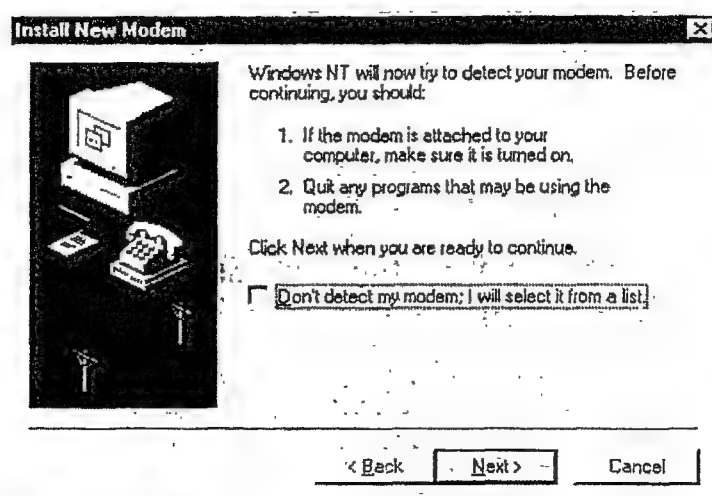 Install New Modem
Windows NT will now try to detect your modem. Before
continuing, you should:
1. If the modem is attached to your
computer, make sure it is turned on.
2. Quit any programs that may be using the
modem.
Click Next when you are ready to continue.
Don't detect my modem; I will select it from a list.
< Back
Next >
Cancel